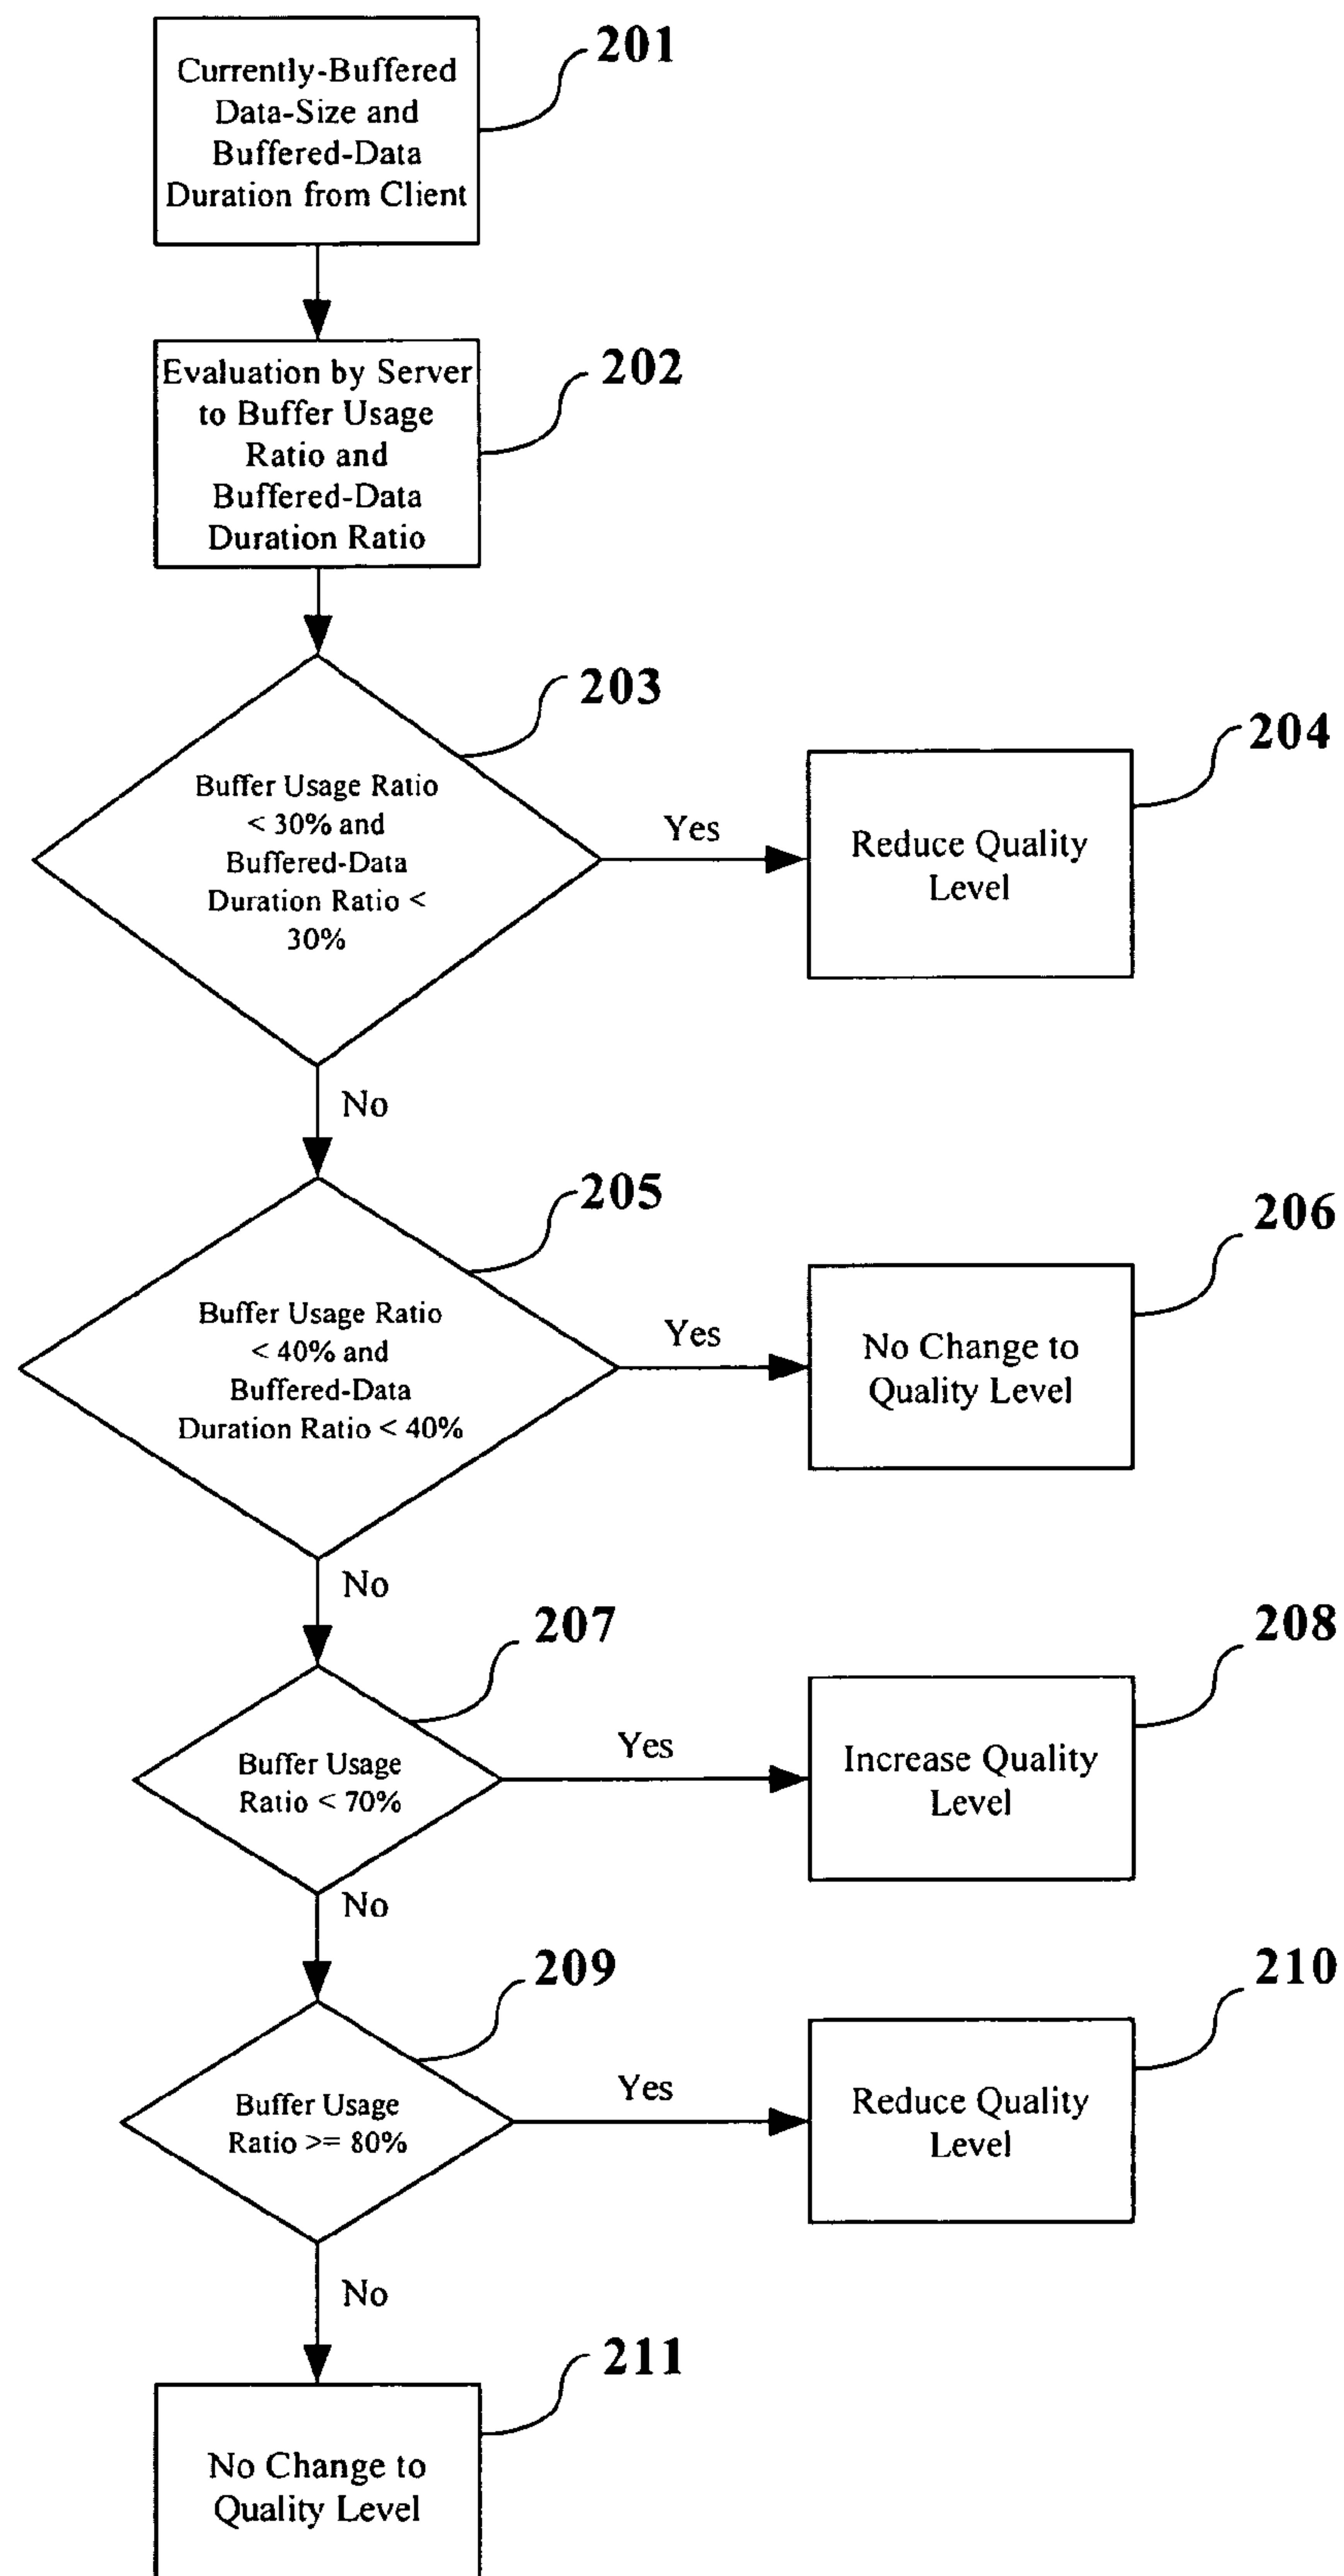 Currently-Buffered
Data-Size and
Buffered-Data
Duration from Client
201
Evaluation by Server
to Buffer Usage
Ratio and
Buffered-Data
Duration Ratio
202
Buffer Usage Ratio
< 30% and
Buffered-Data
Duration Ratio <
30%
203
Yes
Reduce Quality
Level
204
No
Buffer Usage Ratio
< 40% and
Buffered-Data
Duration Ratio < 40%
205
Yes
No Change to
Quality Level
206
No
Buffer Usage
Ratio < 70%
207
Yes
Increase Quality
Level
208
No
Buffer Usage
Ratio >= 80%
209
Yes
Reduce Quality
Level
210
No
No Change to
Quality Level
211